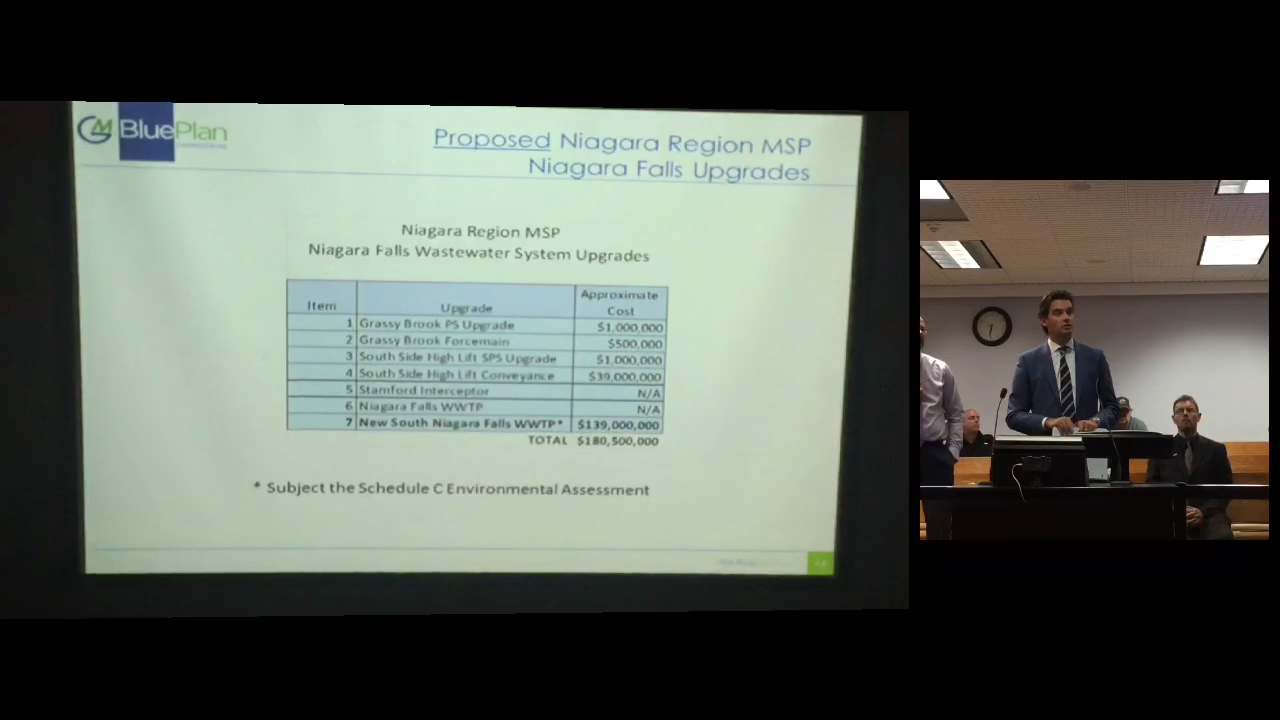 GM BluePlan
Proposed Niagara Region MSP
Niagara Falls Upgrades
Niagara Region MSP
Niagara Falls Wastewater System Upgrades
Item Upgrade Approximate Cost
1 Grassy Brook PS Upgrade $1,000,000
2 Grassy Brook Forcemain $500,000
3 South Side High Lift SPS Upgrade $1,000,000
4 South Side High Lift Conveyance $39,000,000
5 Stamford Interceptor N/A
6 Niagara Falls WWTP N/A
7 New South Niagara Falls WWTP* $139,000,000
TOTAL $180,500,000
* Subject the Schedule C Environmental Assessment